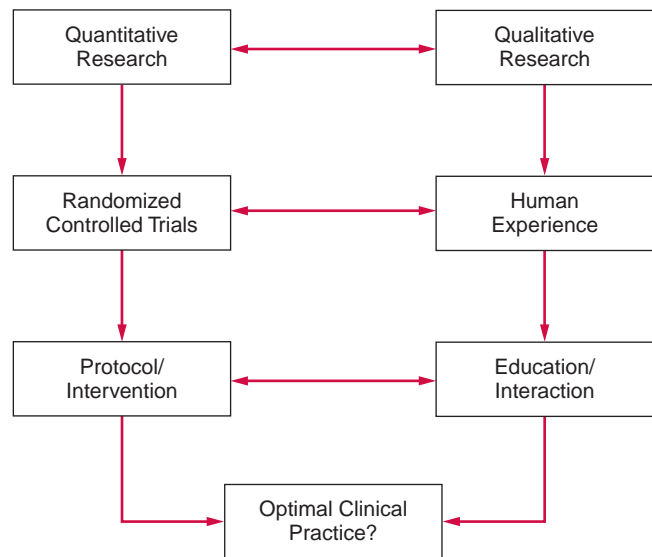 Quantitative
Research
Qualitative
Research
Randomized
Controlled Trials
Human
Experience
Protocol/
Intervention
Education/
Interaction
Optimal Clinical
Practice?